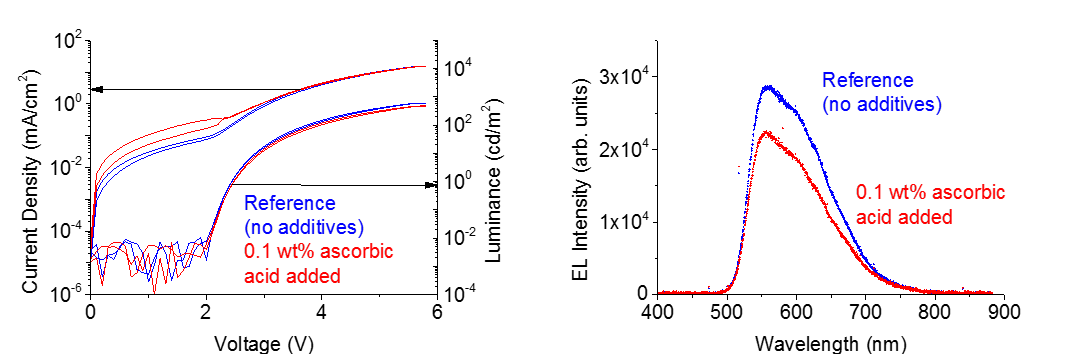 10²
10⁰
10⁻²
10⁻⁴
10⁻⁶
Current Density (mA/cm²)
0
2
4
6
Voltage (V)
10⁴
10²
10⁰
10⁻²
10⁻⁴
Luminance (cd/m²)
Reference
(no additives)
0.1 wt% ascorbic
acid added
3x10⁴
2x10⁴
1x10⁴
0
EL Intensity (arb. units)
400
500
600
700
800
900
Wavelength (nm)
Reference
(no additives)
0.1 wt% ascorbic
acid added